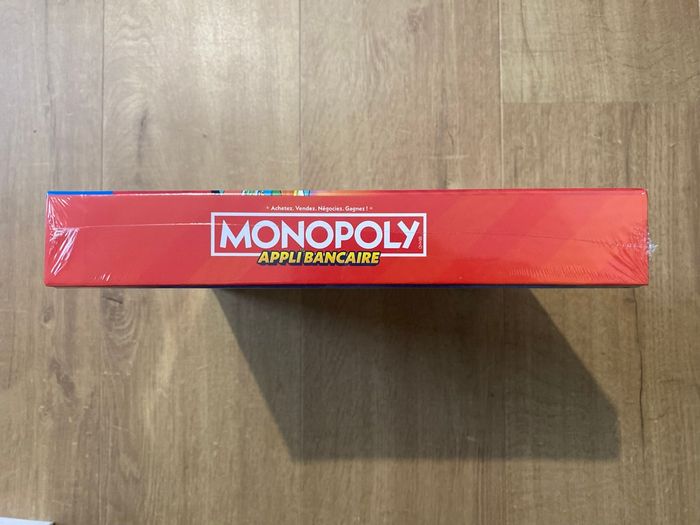 Achetez. Vendez. Négociez. Gagnez !
MONOPOLY
APPLI BANCAIRE